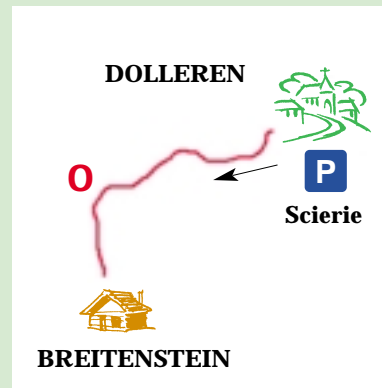 DOLLEREN
P
O
Scierie
BREITENSTEIN